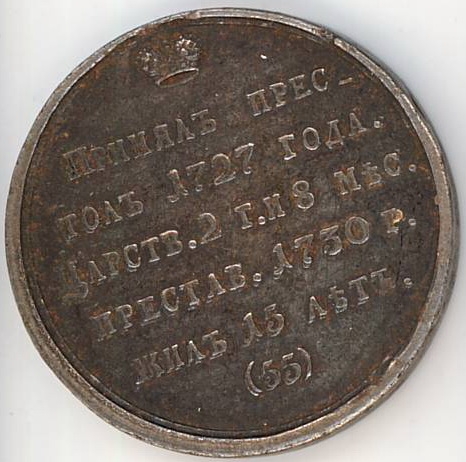 ПРИНЯЛЪ ПРЕС-
ТОЛЪ 1727 ГОДА.
ЦАРСТВ. 2 Г. И 8 МѢС.
ПРЕСТАВ. 1730 Г.
ЖИЛЪ 15 ЛѢТЪ.
(55)